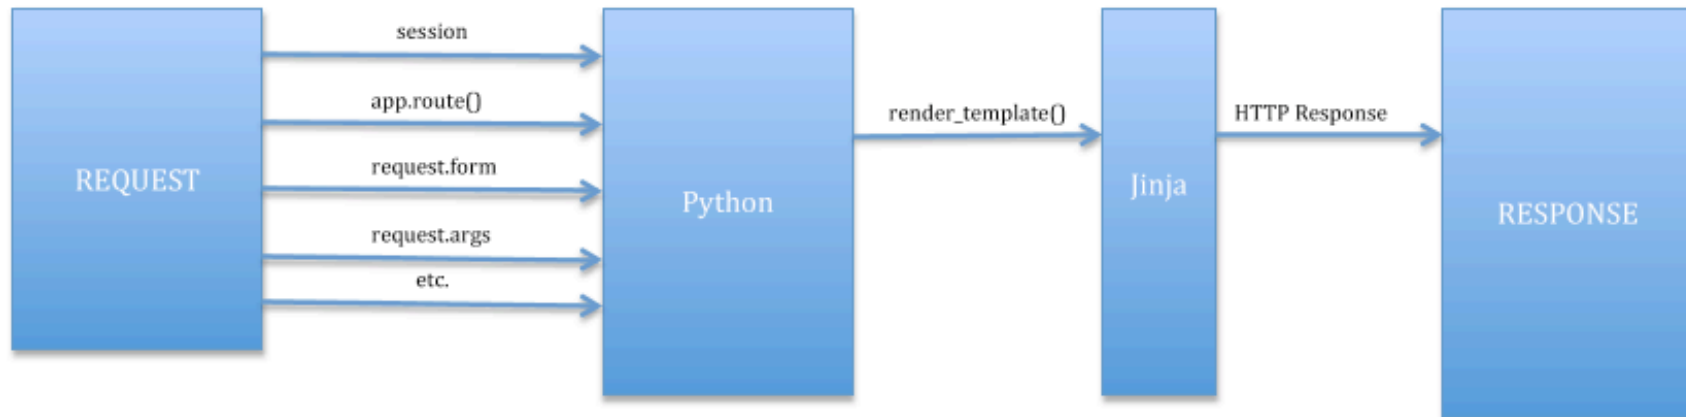 REQUEST
session
app.route()
request.form
request.args
etc.
Python
render_template()
Jinja
HTTP Response
RESPONSE